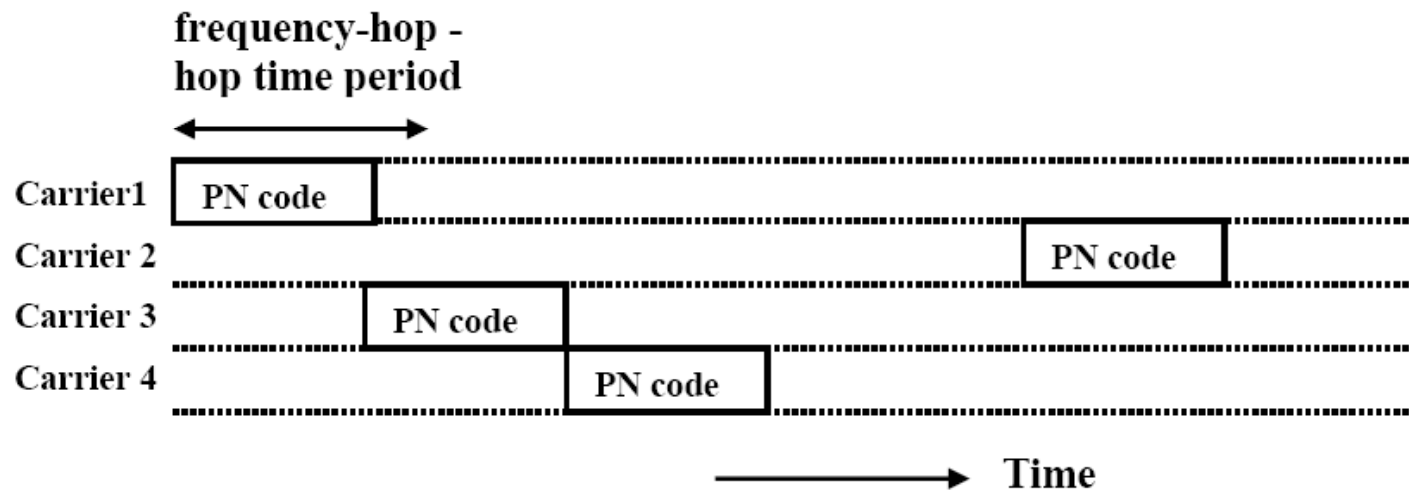 frequency-hop -
hop time period
Carrier1 PN code
Carrier 2 PN code
Carrier 3 PN code
Carrier 4 PN code
Time